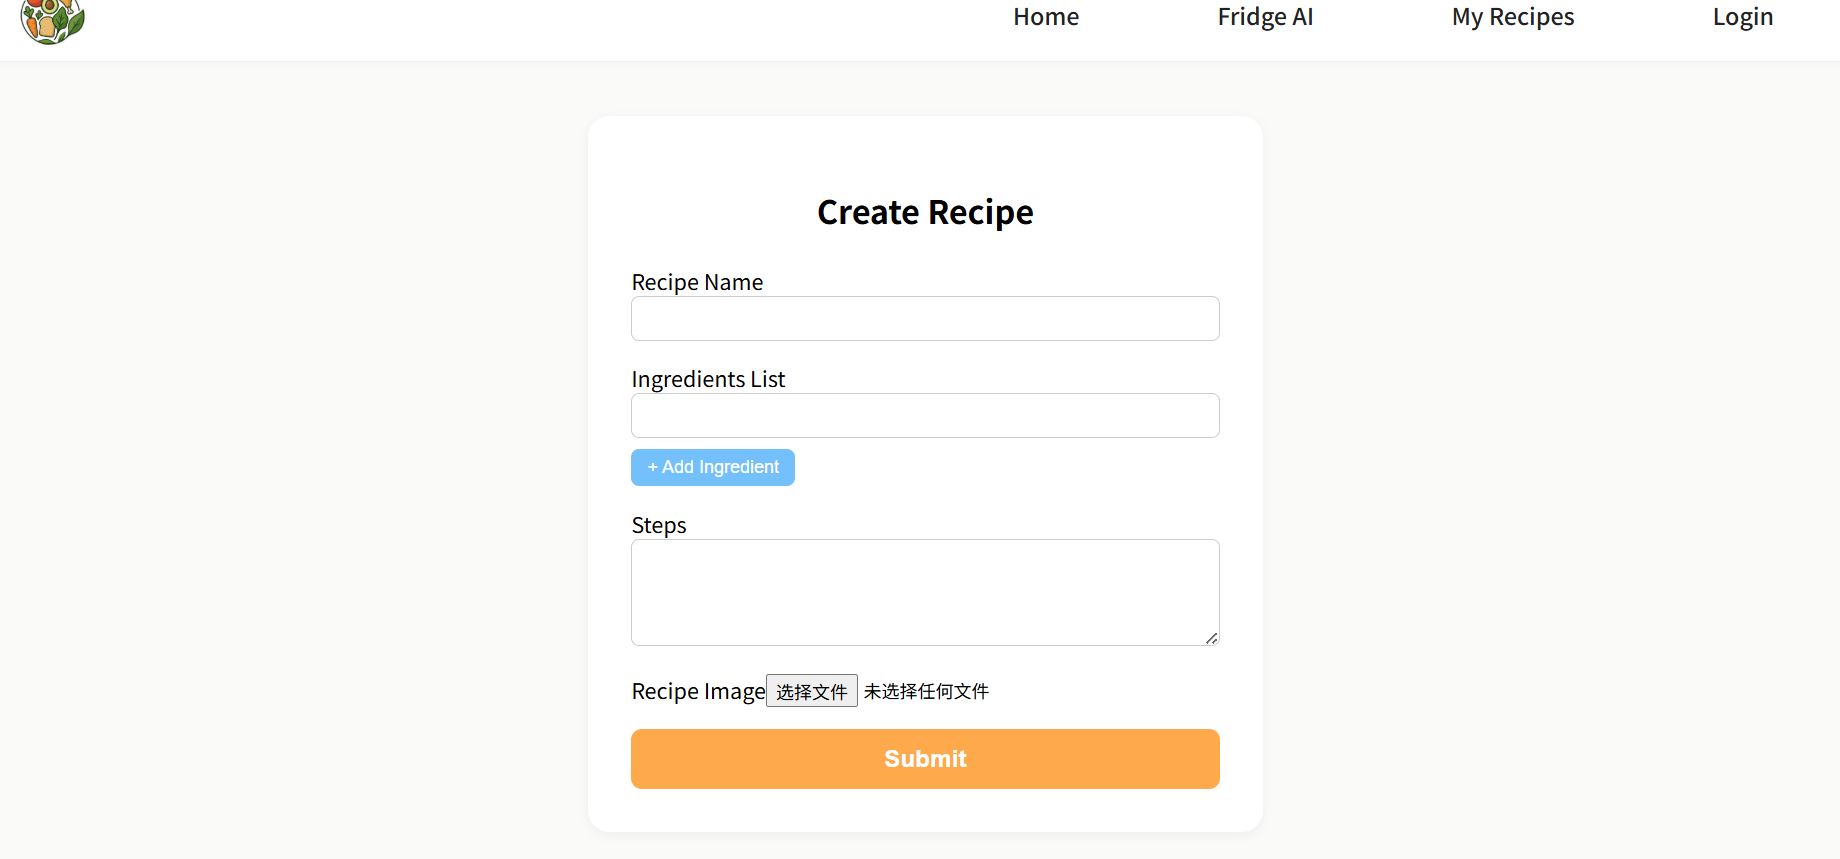 Home Fridge AI My Recipes Login
Create Recipe
Recipe Name
Ingredients List
+ Add Ingredient
Steps
Recipe Image 选择文件 未选择任何文件
Submit